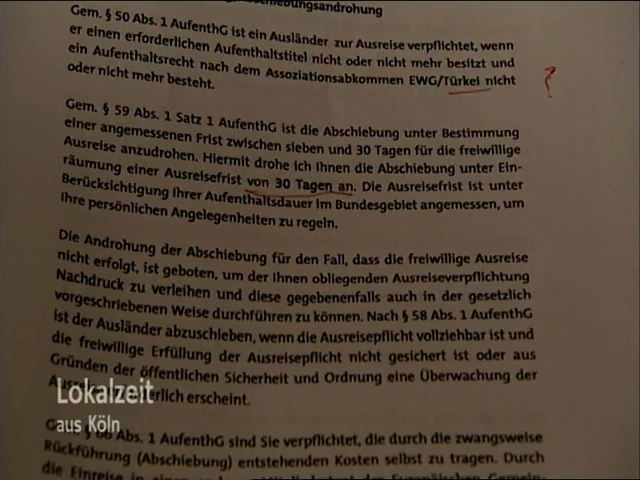 Abschiebungsandrohung
Gem. § 50 Abs. 1 AufenthG ist ein Ausländer zur Ausreise verpflichtet, wenn
er einen erforderlichen Aufenthaltstitel nicht oder nicht mehr besitzt und
ein Aufenthaltsrecht nach dem Assoziationsabkommen EWG/Türkei nicht
oder nicht mehr besteht.
?
Gem. § 59 Abs. 1 Satz 1 AufenthG ist die Abschiebung unter Bestimmung
einer angemessenen Frist zwischen sieben und 30 Tagen für die freiwillige
Ausreise anzudrohen. Hiermit drohe ich Ihnen die Abschiebung unter Ein-
räumung einer Ausreisefrist von 30 Tagen an. Die Ausreisefrist ist unter
Berücksichtigung Ihrer Aufenthaltsdauer im Bundesgebiet angemessen, um
Ihre persönlichen Angelegenheiten zu regeln.
Die Androhung der Abschiebung für den Fall, dass die freiwillige Ausreise
nicht erfolgt, ist geboten, um der Ihnen obliegenden Ausreiseverpflichtung
Nachdruck zu verleihen und diese gegebenenfalls auch in der gesetzlich
vorgeschriebenen Weise durchführen zu können. Nach § 58 Abs. 1 AufenthG
ist der Ausländer abzuschieben, wenn die Ausreisepflicht vollziehbar ist und
die freiwillige Erfüllung der Ausreisepflicht nicht gesichert ist oder aus
Gründen der öffentlichen Sicherheit und Ordnung eine Überwachung der
erscheint.
Lokalzeit
aus Köln
Gem. § 66 Abs. 1 AufenthG sind Sie verpflichtet, die durch die zwangsweise
Rückführung (Abschiebung) entstehenden Kosten selbst zu tragen. Durch
die Einreise in einen